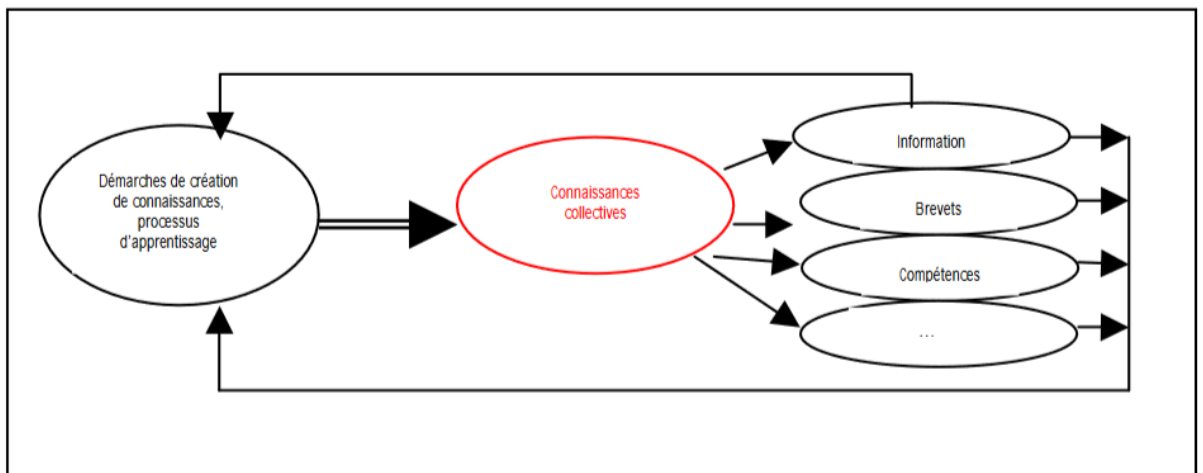 Démarches de création
de connaissances,
processus
d'apprentissage
Connaissances
collectives
Information
Brevets
Compétences
...